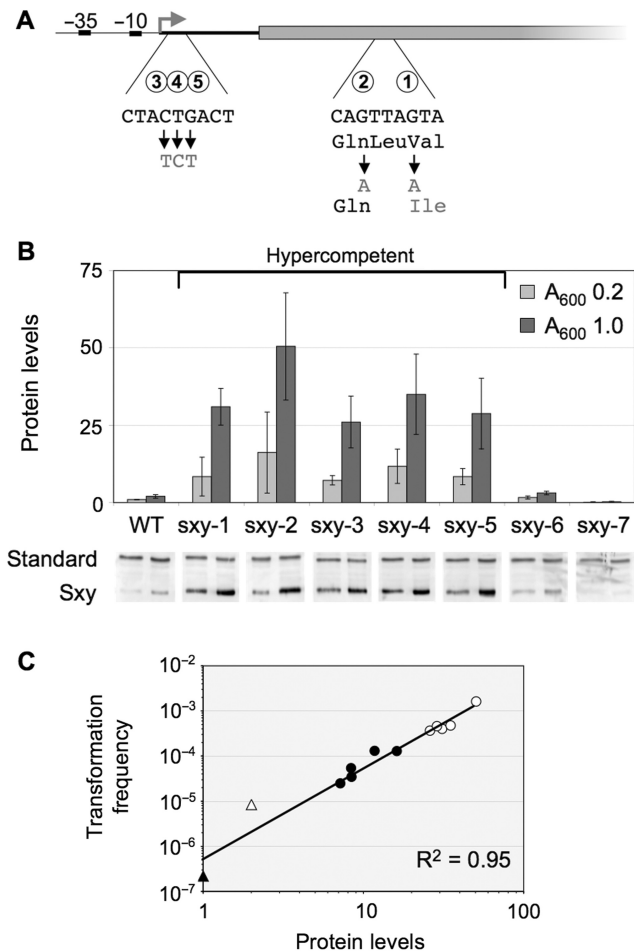 A
−35 −10
3 4 5 2 1
CTACTGACT CAGTTAGTA
GlnLeuVal
TCT A A
Gln Ile
B
Hypercompetent
75
50
25
0
Protein levels
A600 0.2
A600 1.0
WT sxy-1 sxy-2 sxy-3 sxy-4 sxy-5 sxy-6 sxy-7
Standard
Sxy
C
10−2
10−3
10−4
10−5
10−6
10−7
Transformation
frequency
R2 = 0.95
1 10 100
Protein levels